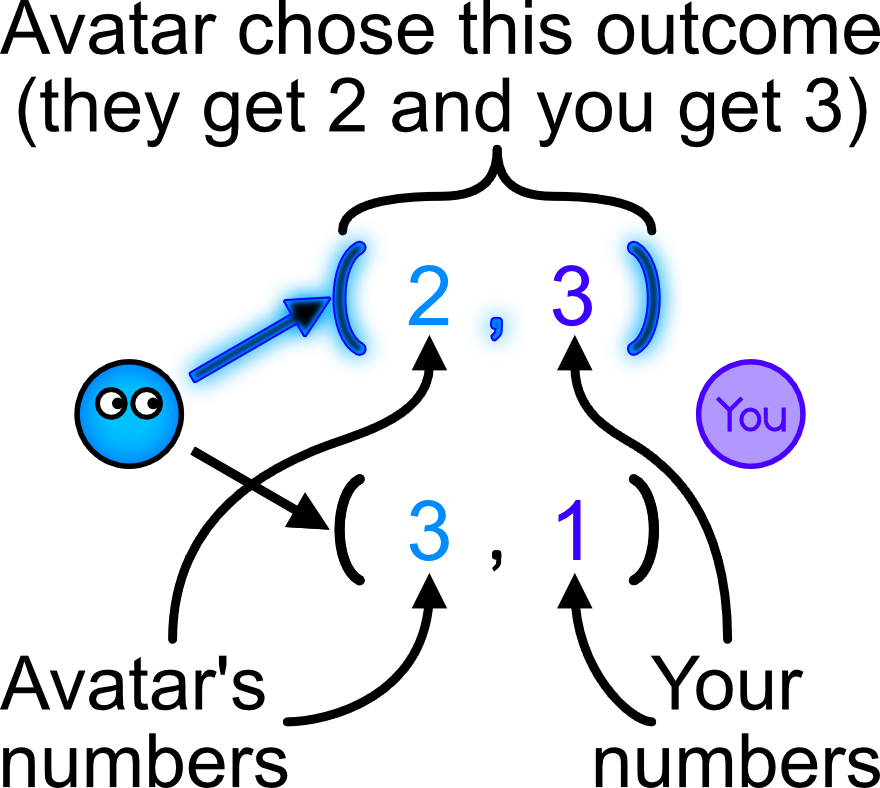 Avatar chose this outcome
(they get 2 and you get 3)
( 2 , 3 )
You
( 3 , 1 )
Avatar's Your
numbers numbers